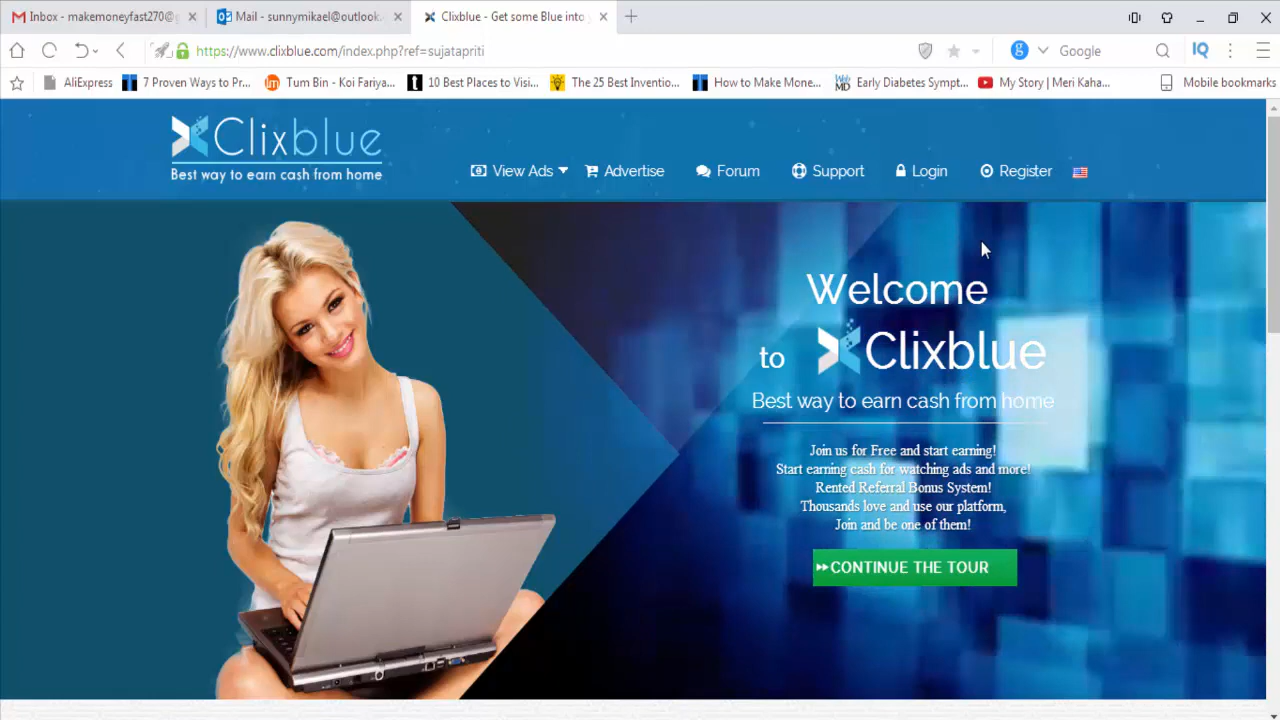 Inbox - makemoneyfast270@g
Mail - sunnymikael@outlook.
Clixblue - Get some Blue into y
https://www.clixblue.com/index.php?ref=sujatapriti
g
Google
IQ
AliExpress
7 Proven Ways to Pr...
Tum Bin - Koi Fariya...
10 Best Places to Visi...
The 25 Best Inventio...
How to Make Mone...
Early Diabetes Sympt...
My Story | Meri Kaha...
Mobile bookmarks
Clixblue
Best way to earn cash from home
View Ads
Advertise
Forum
Support
Login
Register
Welcome
to Clixblue
Best way to earn cash from home
Join us for Free and start earning!
Start earning cash for watching ads and more!
Rented Referral Bonus System!
Thousands love and use our platform,
Join and be one of them!
CONTINUE THE TOUR